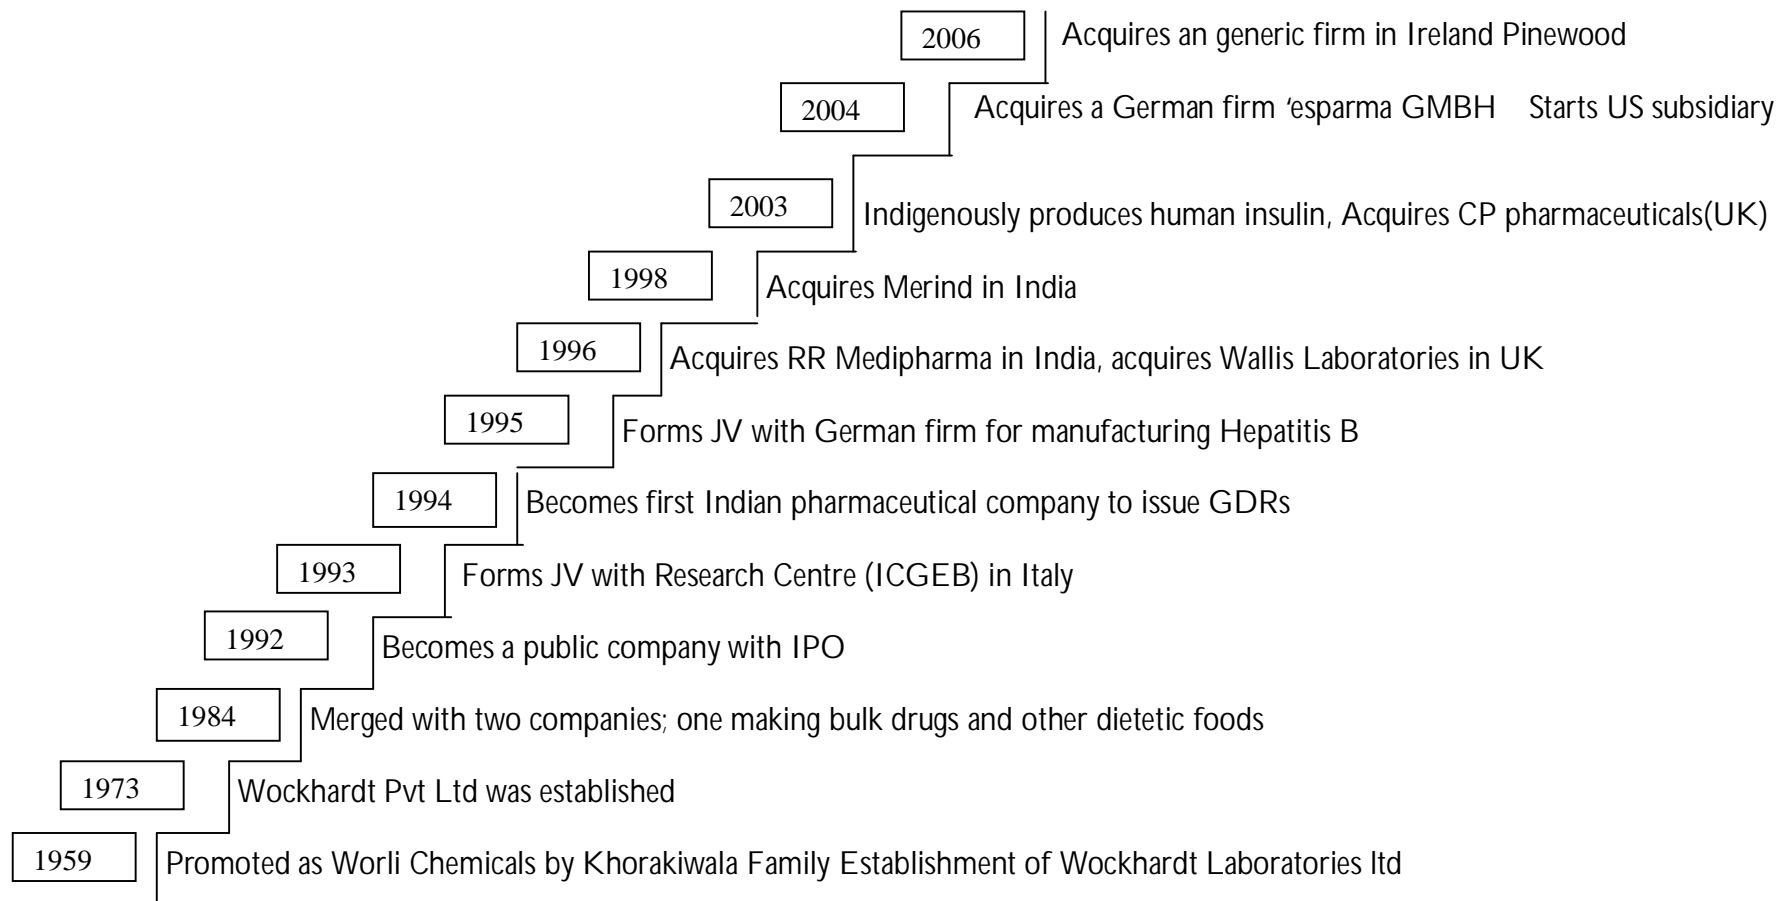 2006 Acquires an generic firm in Ireland Pinewood
2004 Acquires a German firm ‘esparma GMBH Starts US subsidiary
2003 Indigenously produces human insulin, Acquires CP pharmaceuticals(UK)
1998 Acquires Merind in India
1996 Acquires RR Medipharma in India, acquires Wallis Laboratories in UK
1995 Forms JV with German firm for manufacturing Hepatitis B
1994 Becomes first Indian pharmaceutical company to issue GDRs
1993 Forms JV with Research Centre (ICGEB) in Italy
1992 Becomes a public company with IPO
1984 Merged with two companies; one making bulk drugs and other dietetic foods
1973 Wockhardt Pvt Ltd was established
1959 Promoted as Worli Chemicals by Khorakiwala Family Establishment of Wockhardt Laboratories ltd